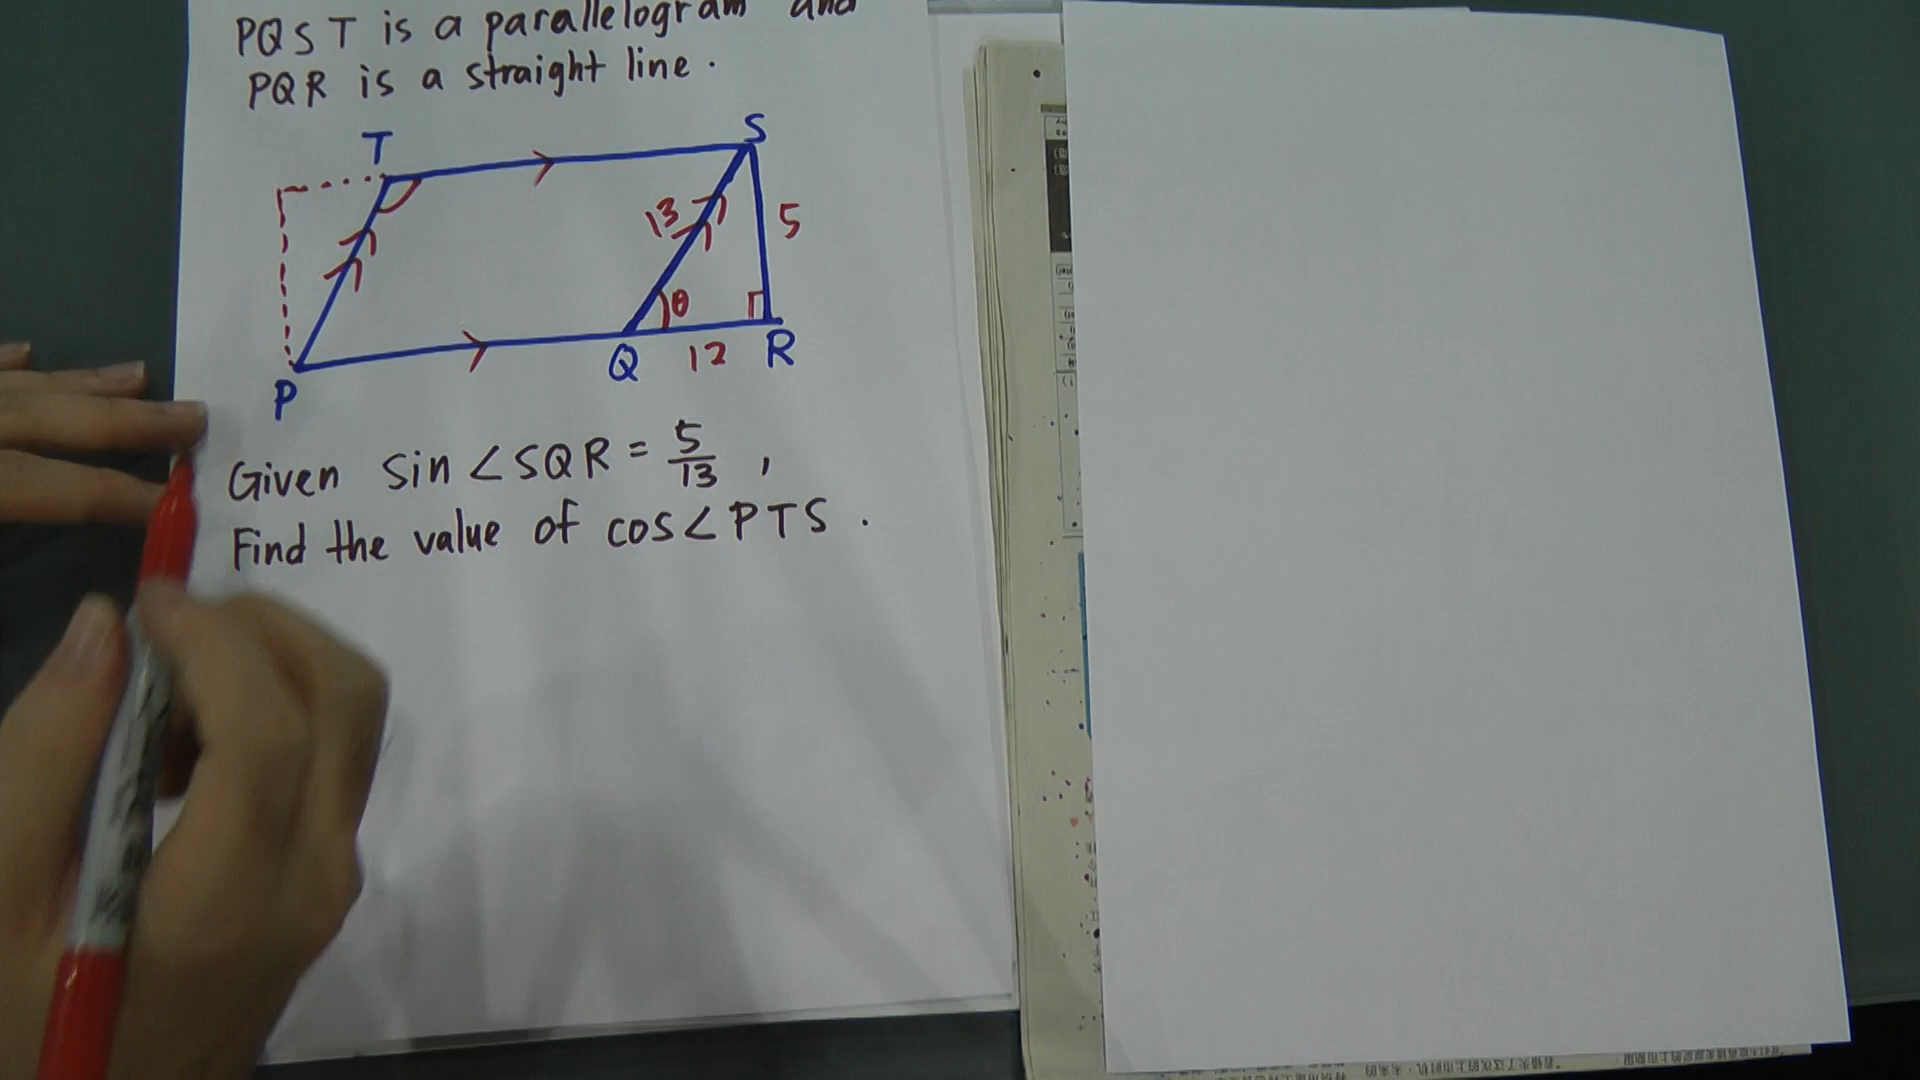 PQST is a parallelogram and
PQR is a straight line.
T
S
13
5
θ
Q
12
R
P
Given sin∠SQR = 5/13 ,
Find the value of cos∠PTS .